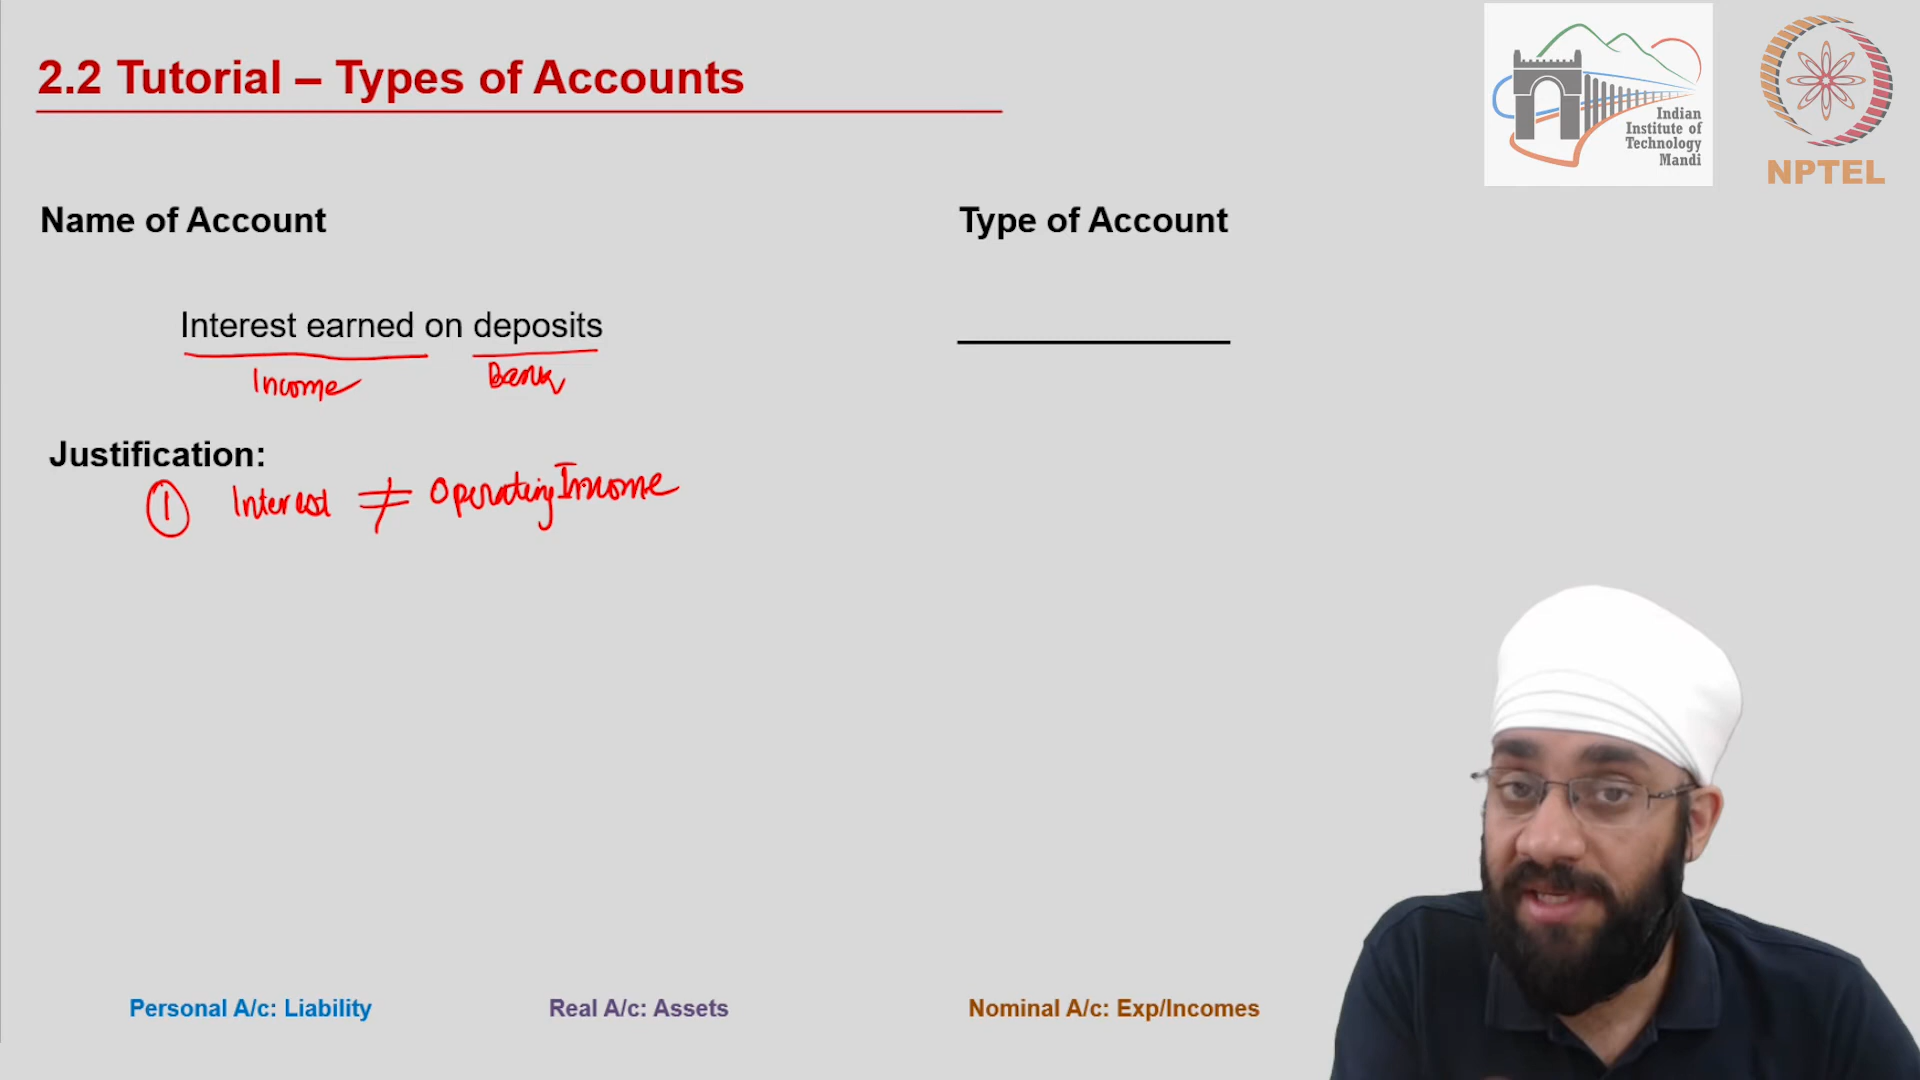 2.2 Tutorial – Types of Accounts
Indian
Institute of
Technology
Mandi
NPTEL
Name of Account
Type of Account
Interest earned on deposits
Income
Bank
Justification:
① Interest ≠ Operating Income
Personal A/c: Liability
Real A/c: Assets
Nominal A/c: Exp/Incomes